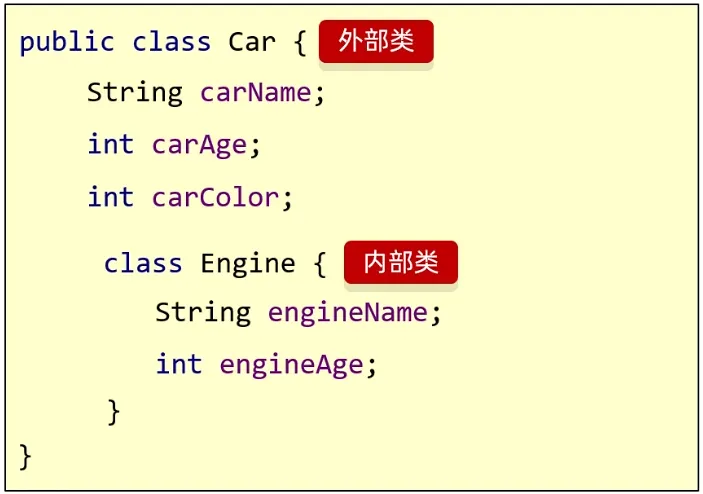 public class Car { 外部类
String carName;
int carAge;
int carColor;
class Engine { 内部类
String engineName;
int engineAge;
}
}